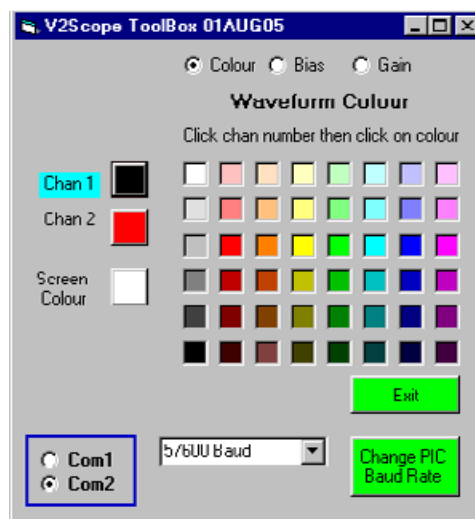 V2Scope ToolBox 01AUG05
Colour Bias Gain
Waveform Colour
Click chan number then click on colour
Chan 1
Chan 2
Screen
Colour
Exit
Com1
Com2
57600 Baud
Change PIC
Baud Rate